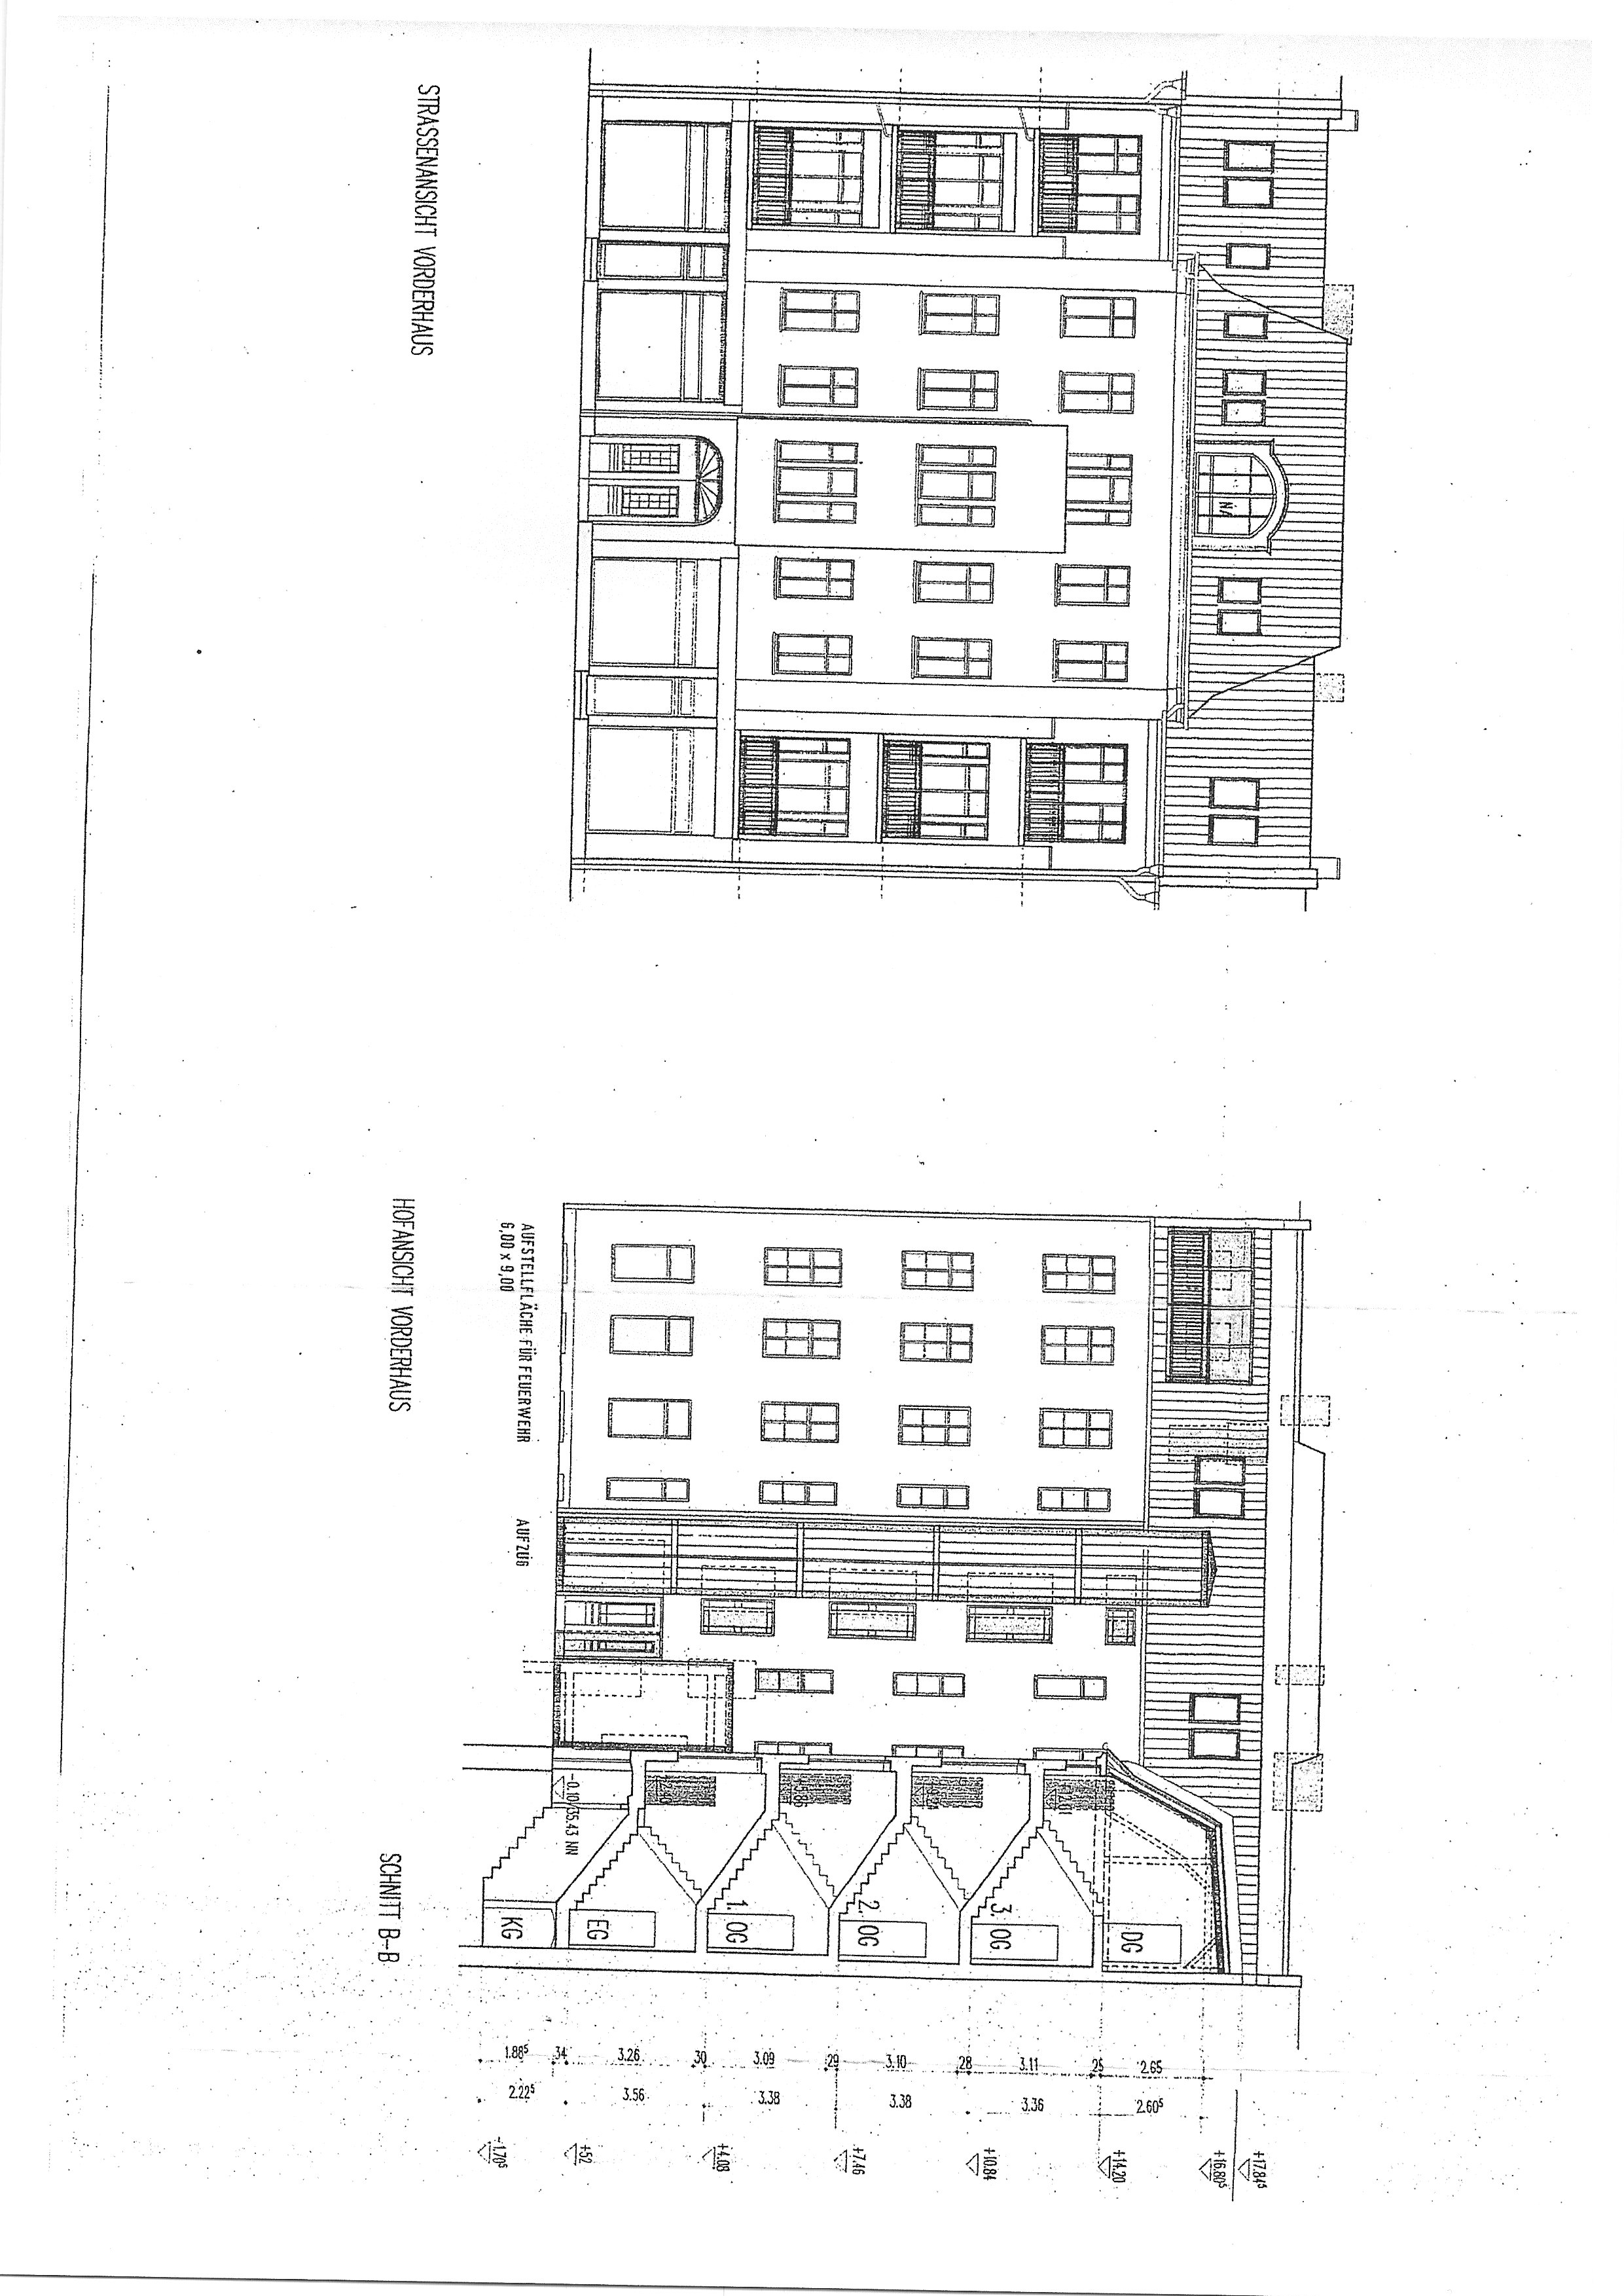 STRASSENANSICHT VORDERHAUS
NA
HOFANSICHT VORDERHAUS
AUFSTELLFLÄCHE FÜR FEUERWEHR
6,00 x 9,00
AUFZUG
SCHNITT B-B
-0.10/35.43 NN
DG
3. OG
2. OG
1. OG
EG
KG
1.88⁵ 34 3.26 30 3.09 29 3.10 28 3.11 25 2.65
2.22⁵ 3.56 3.38 3.38 3.36 2.60⁵
-1.70⁵ +52 +4.08 +7.46 +10.84 +14.20 +16.80⁵ +17.84⁵